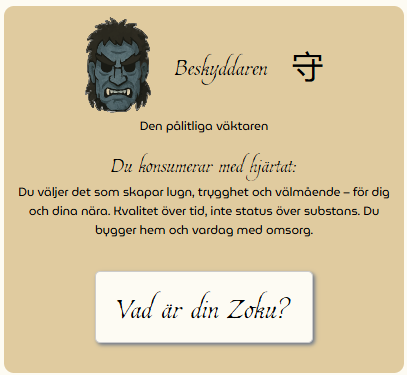 Beskyddaren 守
Den pålitliga väktaren
Du konsumerar med hjärtat:
Du väljer det som skapar lugn, trygghet och välmående – för dig
och dina nära. Kvalitet över tid, inte status över substans. Du
bygger hem och vardag med omsorg.
Vad är din Zoku?